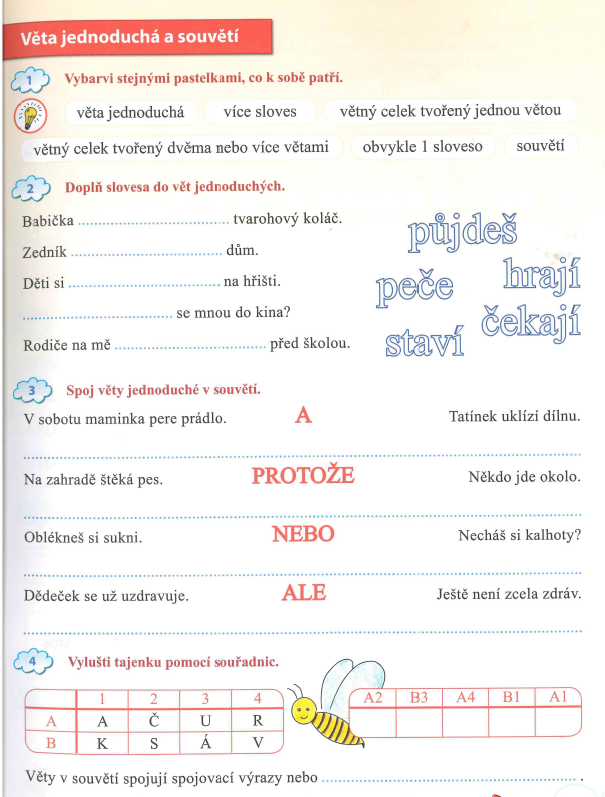 Věta jednoduchá a souvětí
1 Vybarvi stejnými pastelkami, co k sobě patří.
věta jednoduchá více sloves větný celek tvořený jednou větou
větný celek tvořený dvěma nebo více větami obvykle 1 sloveso souvětí
2 Doplň slovesa do vět jednoduchých.
Babička ........................................ tvarohový koláč.
Zedník ........................................ dům.
Děti si ........................................ na hřišti.
........................................ se mnou do kina?
Rodiče na mě ........................................ před školou.
půjdeš
peče hrají
staví čekají
3 Spoj věty jednoduché v souvětí.
V sobotu maminka pere prádlo. A Tatínek uklízí dílnu.
Na zahradě štěká pes. PROTOŽE Někdo jde okolo.
Oblékneš si sukni. NEBO Necháš si kalhoty?
Dědeček se už uzdravuje. ALE Ještě není zcela zdráv.
4 Vylušti tajenku pomocí souřadnic.
1 2 3 4
A A Č U R
B K S Á V
A2 B3 A4 B1 A1
Věty v souvětí spojují spojovací výrazy nebo ........................................ .